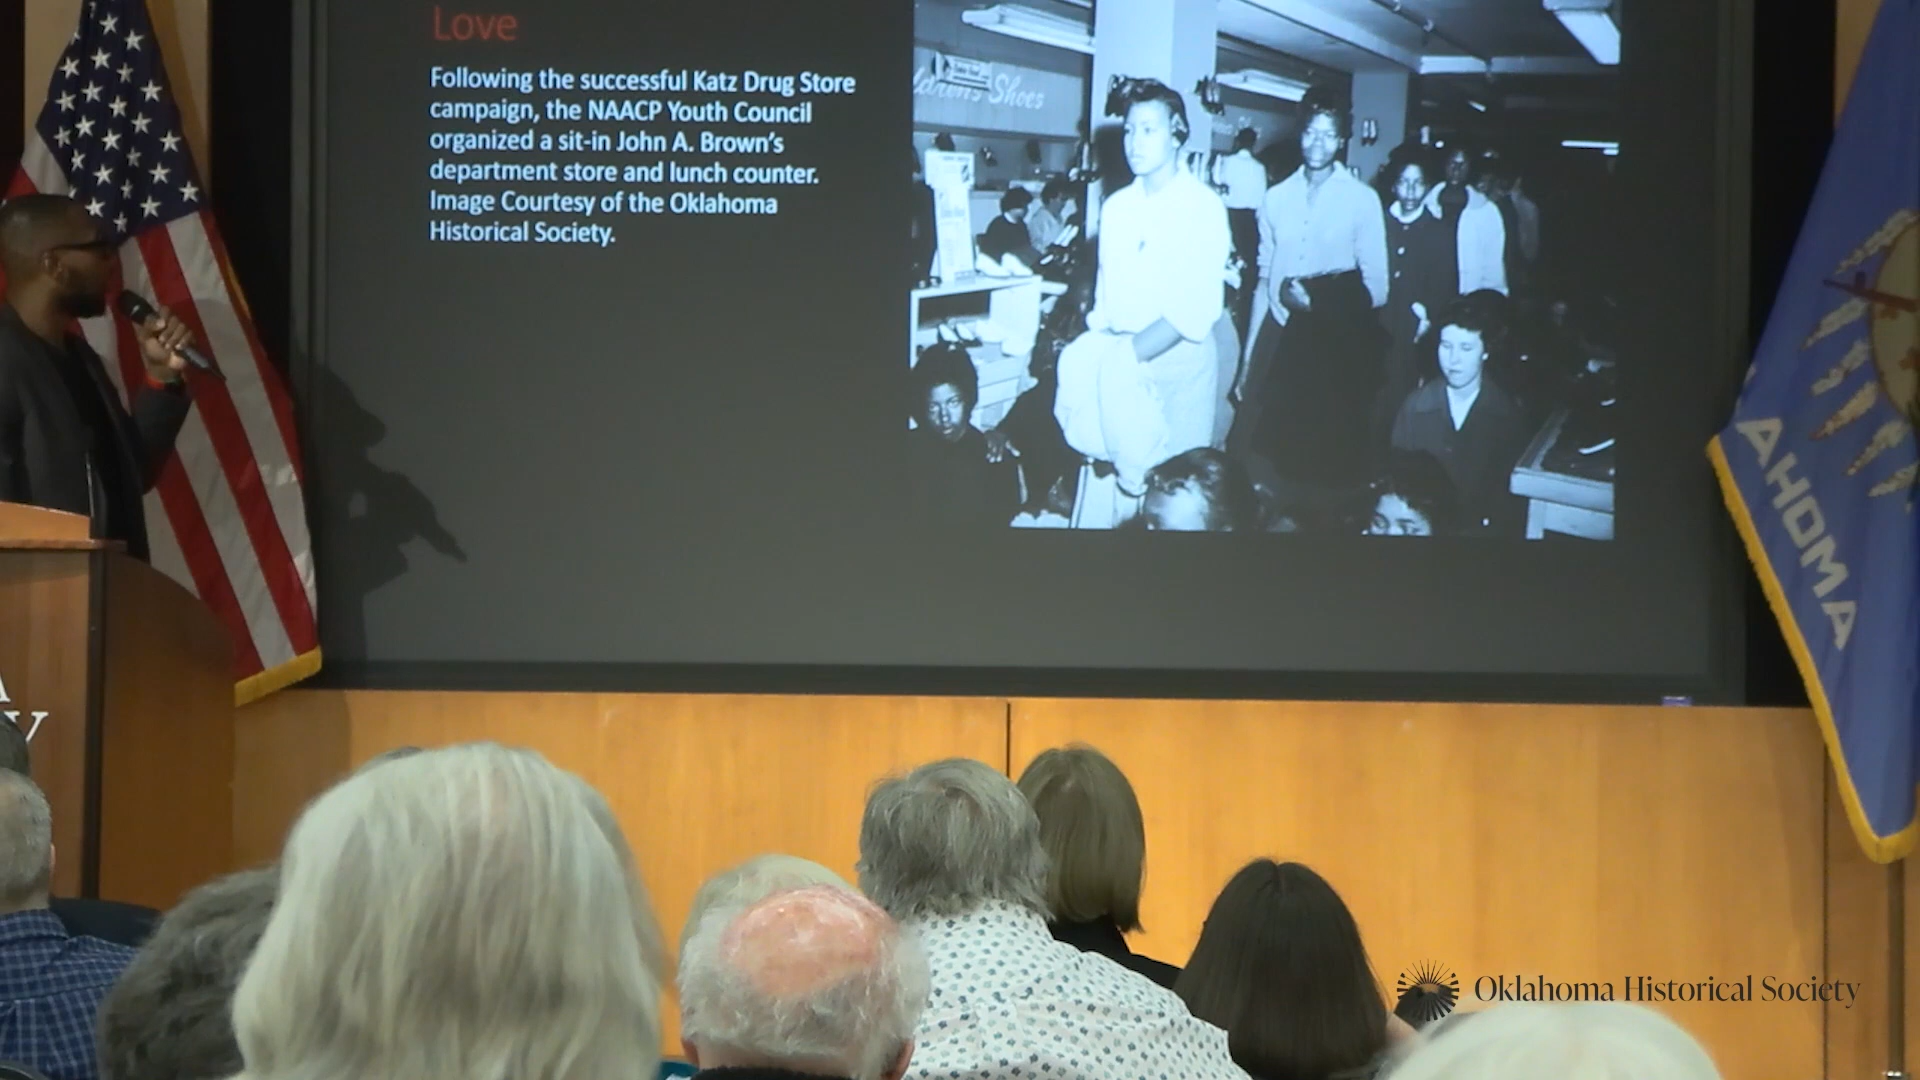 Love
Following the successful Katz Drug Store
campaign, the NAACP Youth Council
organized a sit-in John A. Brown's
department store and lunch counter.
Image Courtesy of the Oklahoma
Historical Society.
Shoes
AHOMA
Oklahoma Historical Society